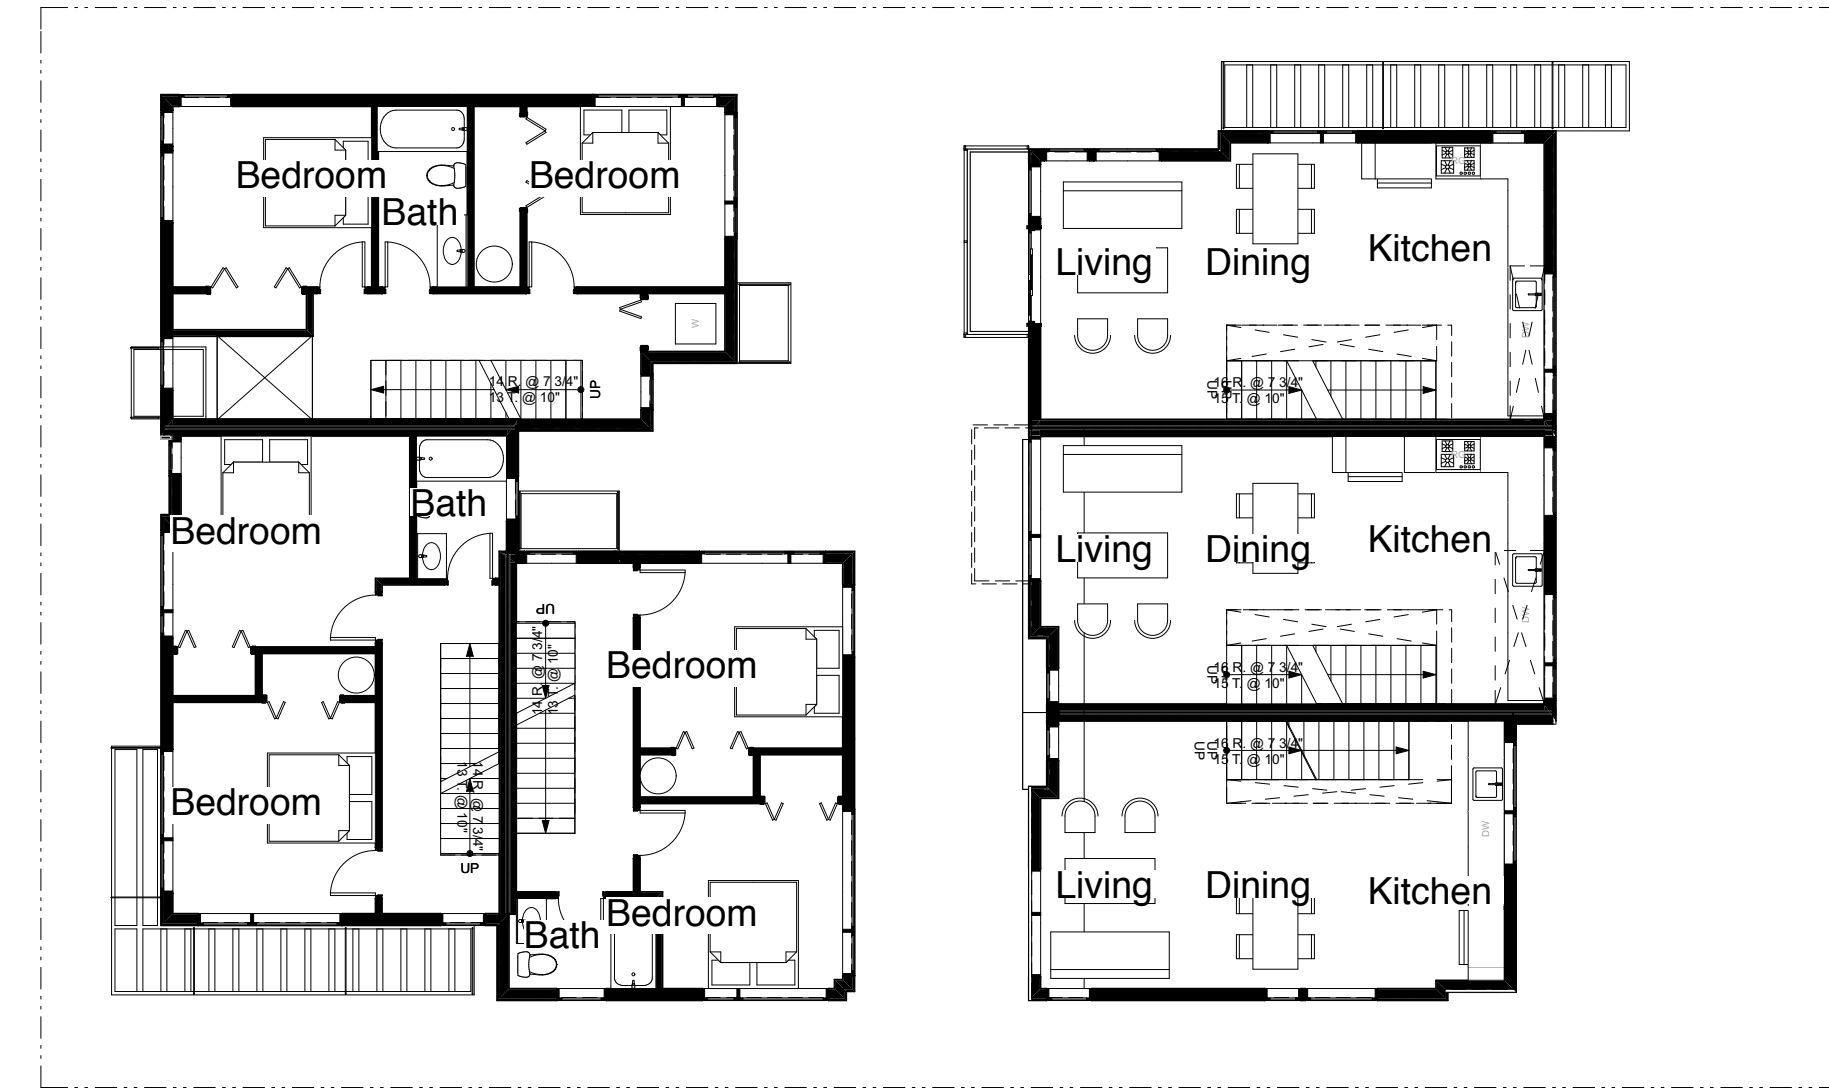 Bedroom
Bath
Bedroom
W
14 R. @ 7 3/4"
13 T. @ 10"
UP
Bedroom
Bath
Bedroom
14 R. @ 7 3/4"
13 T. @ 10"
UP
UP
14 R. @ 7 3/4"
13 T. @ 10"
Bedroom
Bedroom
Bath
Living
Dining
Kitchen
DW
UP
16 R. @ 7 3/4"
15 T. @ 10"
Living
Dining
Kitchen
DW
UP
16 R. @ 7 3/4"
15 T. @ 10"
UP
UP
16 R. @ 7 3/4"
15 T. @ 10"
DW
Living
Dining
Kitchen